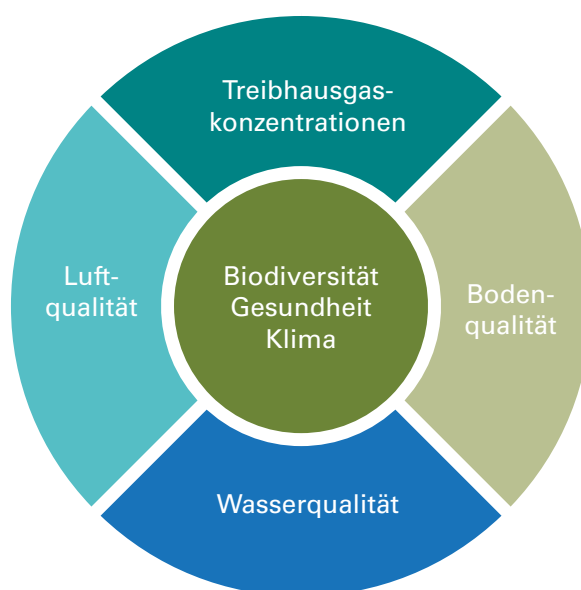 Treibhausgas-
konzentrationen
Luft-
qualität
Biodiversität
Gesundheit
Klima
Boden-
qualität
Wasserqualität